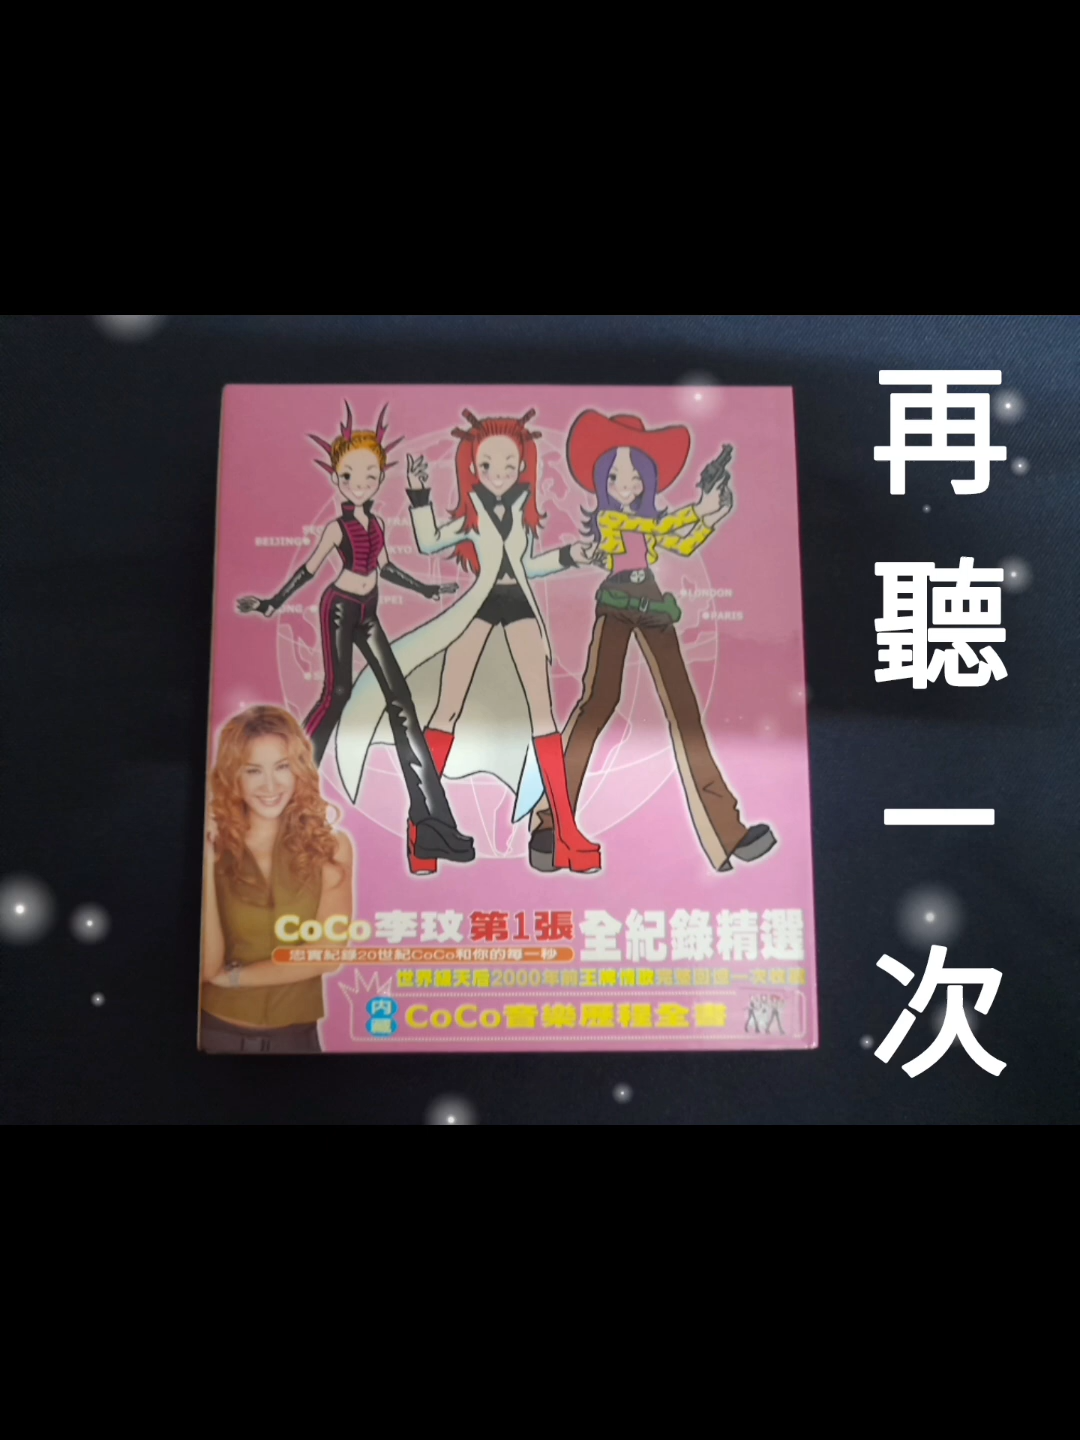 BEIJING
LONDON
PARIS
CoCo李玟第1張全紀錄精選
忠實紀錄20世紀CoCo和你的每一秒
世界級天后2000年前王牌情歌完整回憶一次收藏
內藏
CoCo音樂歷程全書
再聽一次